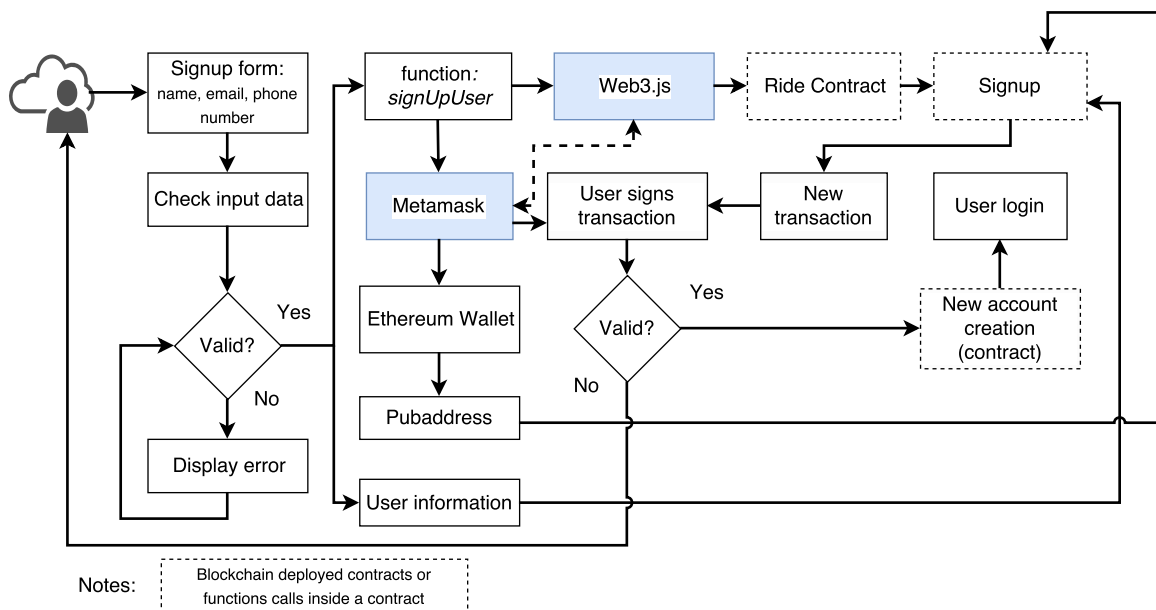 Signup form:
name, email, phone
number
Check input data
Valid?
Yes
No
Display error
function:
signUpUser
Web3.js
Ride Contract
Signup
Metamask
User signs
transaction
New
transaction
User login
Ethereum Wallet
Valid?
Yes
No
New account
creation
(contract)
Pubaddress
User information
Notes:
Blockchain deployed contracts or
functions calls inside a contract